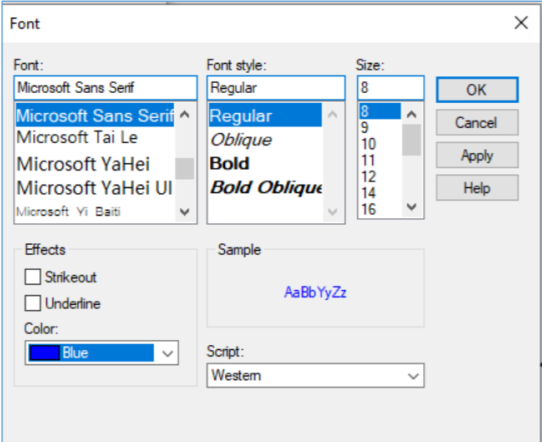 Font
Font:
Font style:
Size:
Microsoft Sans Serif
Regular
8
OK
Microsoft Sans Serif
Regular
8
Microsoft Tai Le
Oblique
9
Cancel
Microsoft YaHei
Bold
10
Microsoft YaHei UI
Bold Oblique
11
Apply
Microsoft Yi Baiti
12
14
Help
16
Effects
Sample
Strikeout
Underline
AaBbYyZz
Color:
Blue
Script:
Western